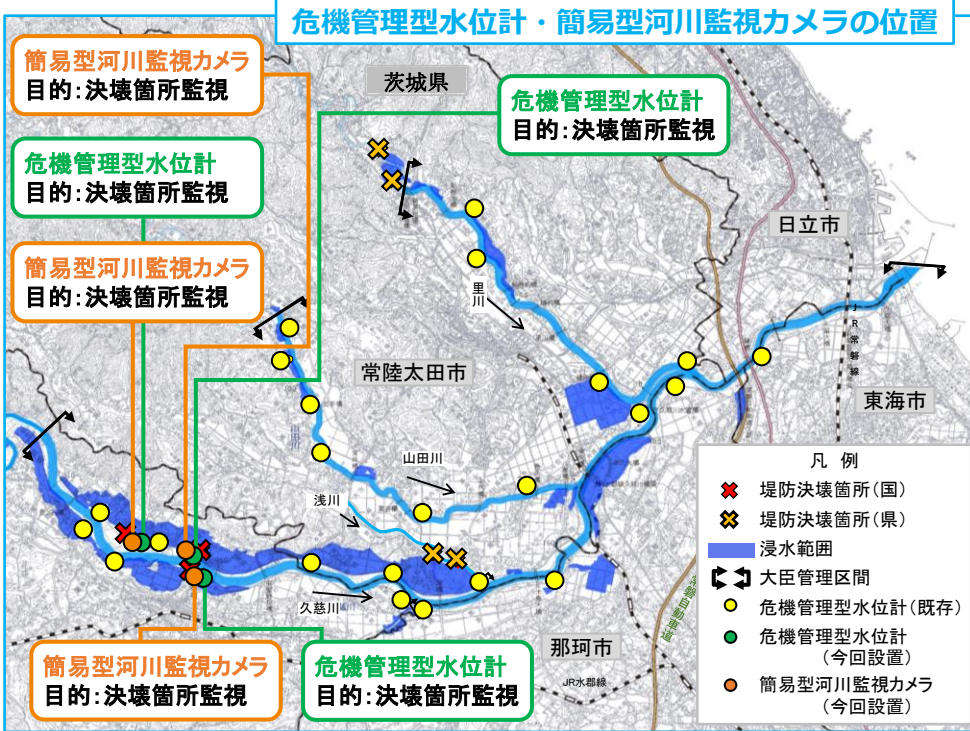 危機管理型水位計・簡易型河川監視カメラの位置
簡易型河川監視カメラ
目的:決壊箇所監視
茨城県
危機管理型水位計
目的:決壊箇所監視
危機管理型水位計
目的:決壊箇所監視
日立市
簡易型河川監視カメラ
目的:決壊箇所監視
里川
JR常磐線
常陸太田市
東海市
山田川
浅川
久慈川
常磐自動車道
那珂市
JR水郡線
簡易型河川監視カメラ
目的:決壊箇所監視
危機管理型水位計
目的:決壊箇所監視
凡 例
堤防決壊箇所(国)
堤防決壊箇所(県)
浸水範囲
大臣管理区間
危機管理型水位計(既存)
危機管理型水位計
(今回設置)
簡易型河川監視カメラ
(今回設置)